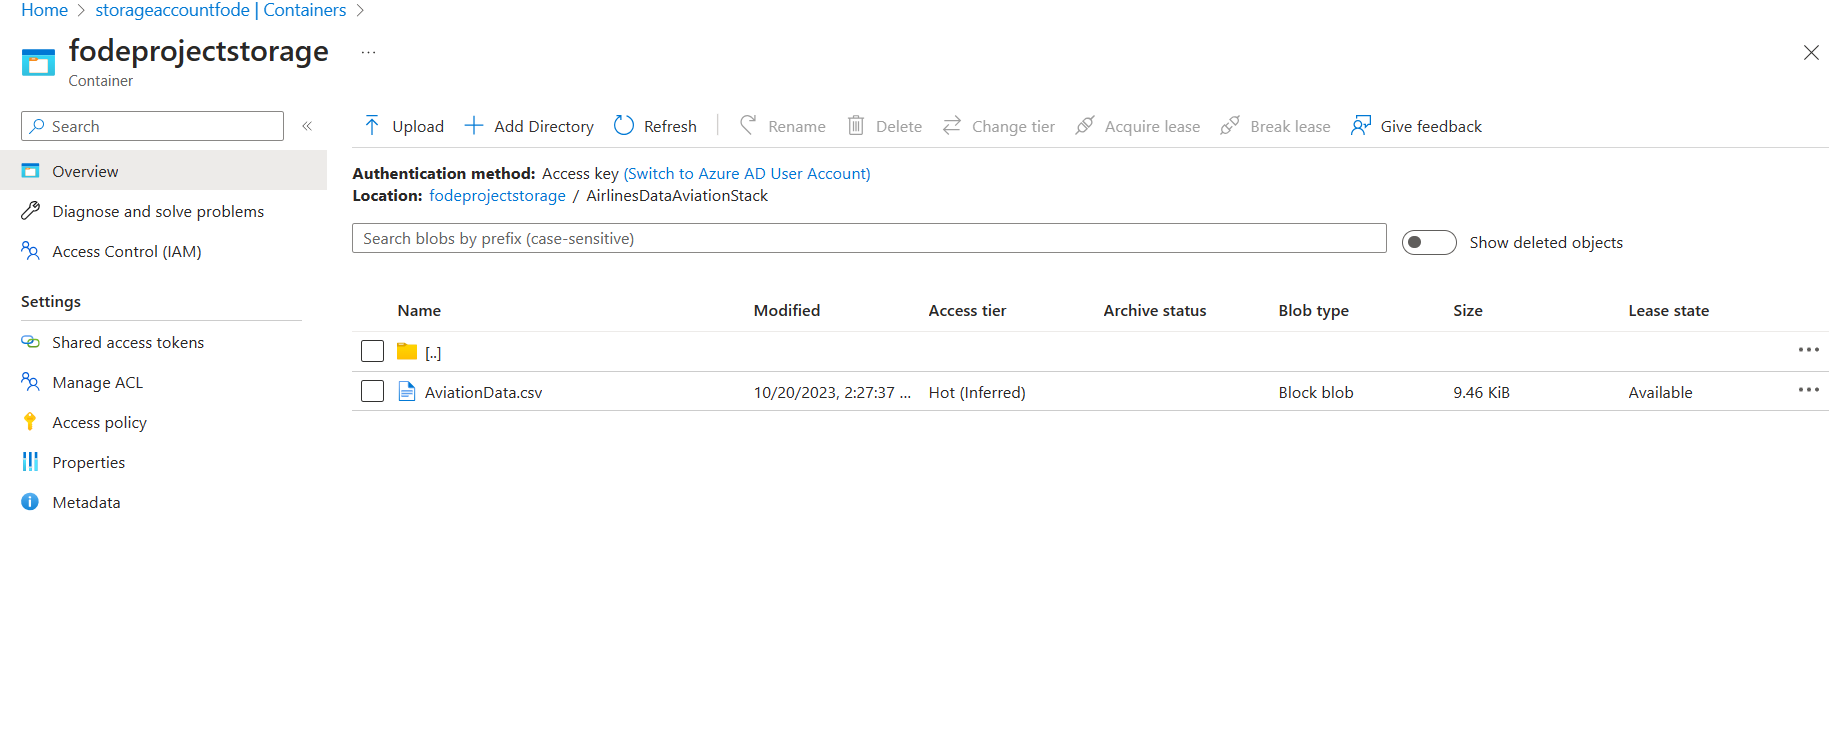 Home > storageaccountfode | Containers >
fodeprojectstorage ...
Container
Search «
Upload Add Directory Refresh Rename Delete Change tier Acquire lease Break lease Give feedback
Overview
Diagnose and solve problems
Access Control (IAM)
Settings
Shared access tokens
Manage ACL
Access policy
Properties
Metadata
Authentication method: Access key (Switch to Azure AD User Account)
Location: fodeprojectstorage / AirlinesDataAviationStack
Search blobs by prefix (case-sensitive)
Show deleted objects
Name Modified Access tier Archive status Blob type Size Lease state
[..] ...
AviationData.csv 10/20/2023, 2:27:37 ... Hot (Inferred) Block blob 9.46 KiB Available ...